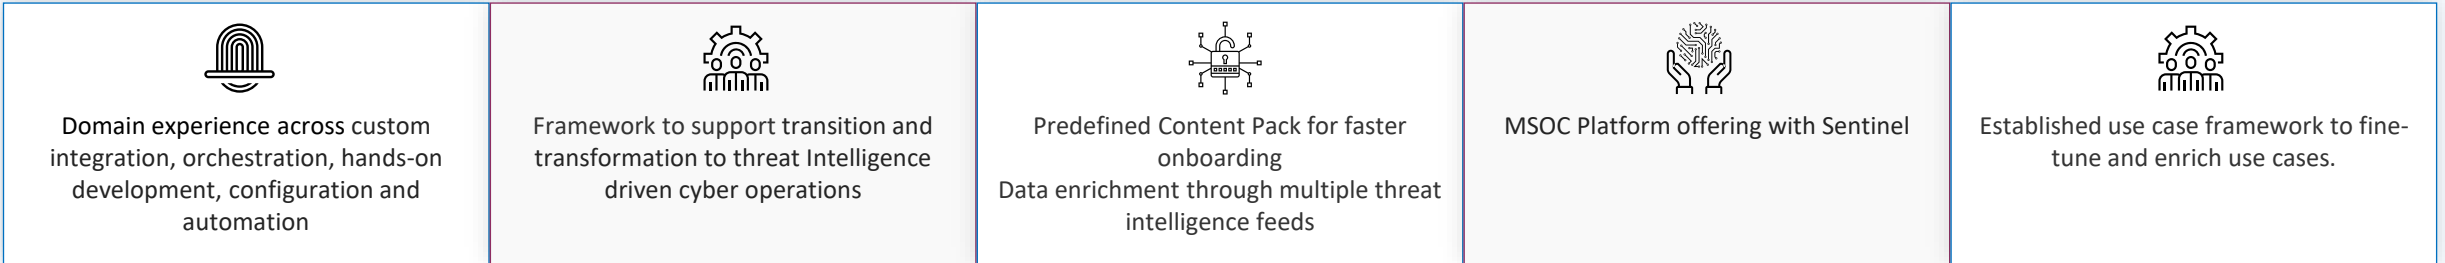 Domain experience across custom
integration, orchestration, hands-on
development, configuration and
automation
Framework to support transition and
transformation to threat Intelligence
driven cyber operations
Predefined Content Pack for faster
onboarding
Data enrichment through multiple threat
intelligence feeds
MSOC Platform offering with Sentinel
Established use case framework to fine-
tune and enrich use cases.